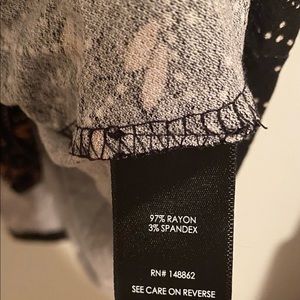 97% RAYON
3% SPANDEX
RN# 148862
SEE CARE ON REVERSE